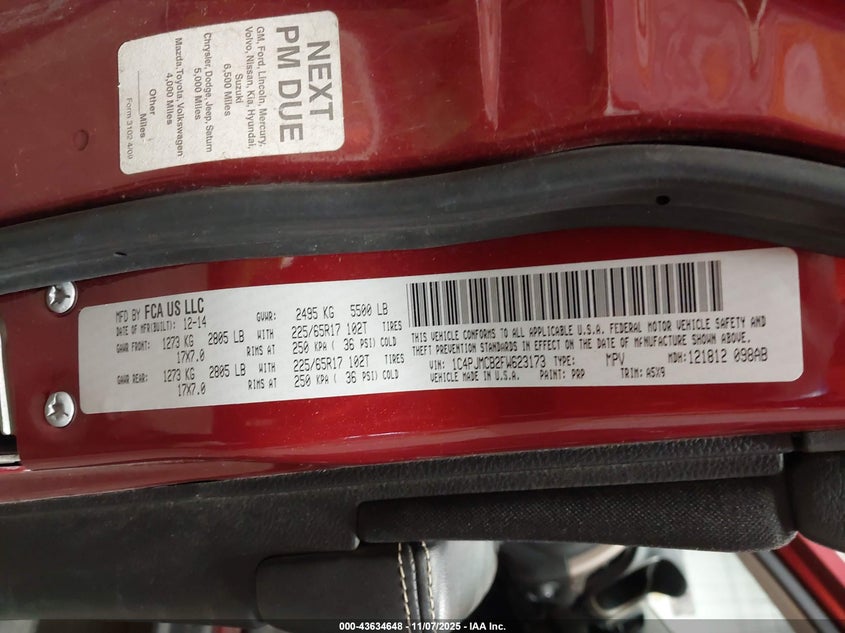 NEXT
PM DUE
GM, Ford, Lincoln, Mercury,
Volvo, Nissan, Kia, Hyundai,
Suzuki
6,500 Miles
Chrysler, Dodge, Jeep, Saturn
5,000 Miles
Mazda, Toyota, Volkswagen
4,000 Miles
Other
Miles
Form 3102 4/09
MFD BY FCA US LLC
DATE OF MFR(BUILT): 12-14 GVWR: 2495 KG 5500 LB
GAWR FRONT: 1273 KG 2805 LB WITH 225/65R17 102T TIRES
17X7.0 RIMS AT 250 KPA ( 36 PSI) COLD
GAWR REAR: 1273 KG 2805 LB WITH 225/65R17 102T TIRES
17X7.0 RIMS AT 250 KPA ( 36 PSI) COLD
THIS VEHICLE CONFORMS TO ALL APPLICABLE U.S.A. FEDERAL MOTOR VEHICLE SAFETY AND
THEFT PREVENTION STANDARDS IN EFFECT ON THE DATE OF MANUFACTURE SHOWN ABOVE.
VIN: 1C4PJMCB2FW623173 TYPE: MPV MDH: 121812 098AB
VEHICLE MADE IN U.S.A. PAINT: PRP TRIM: A5X9
000-43634648 - 11/07/2025 - IAA Inc.